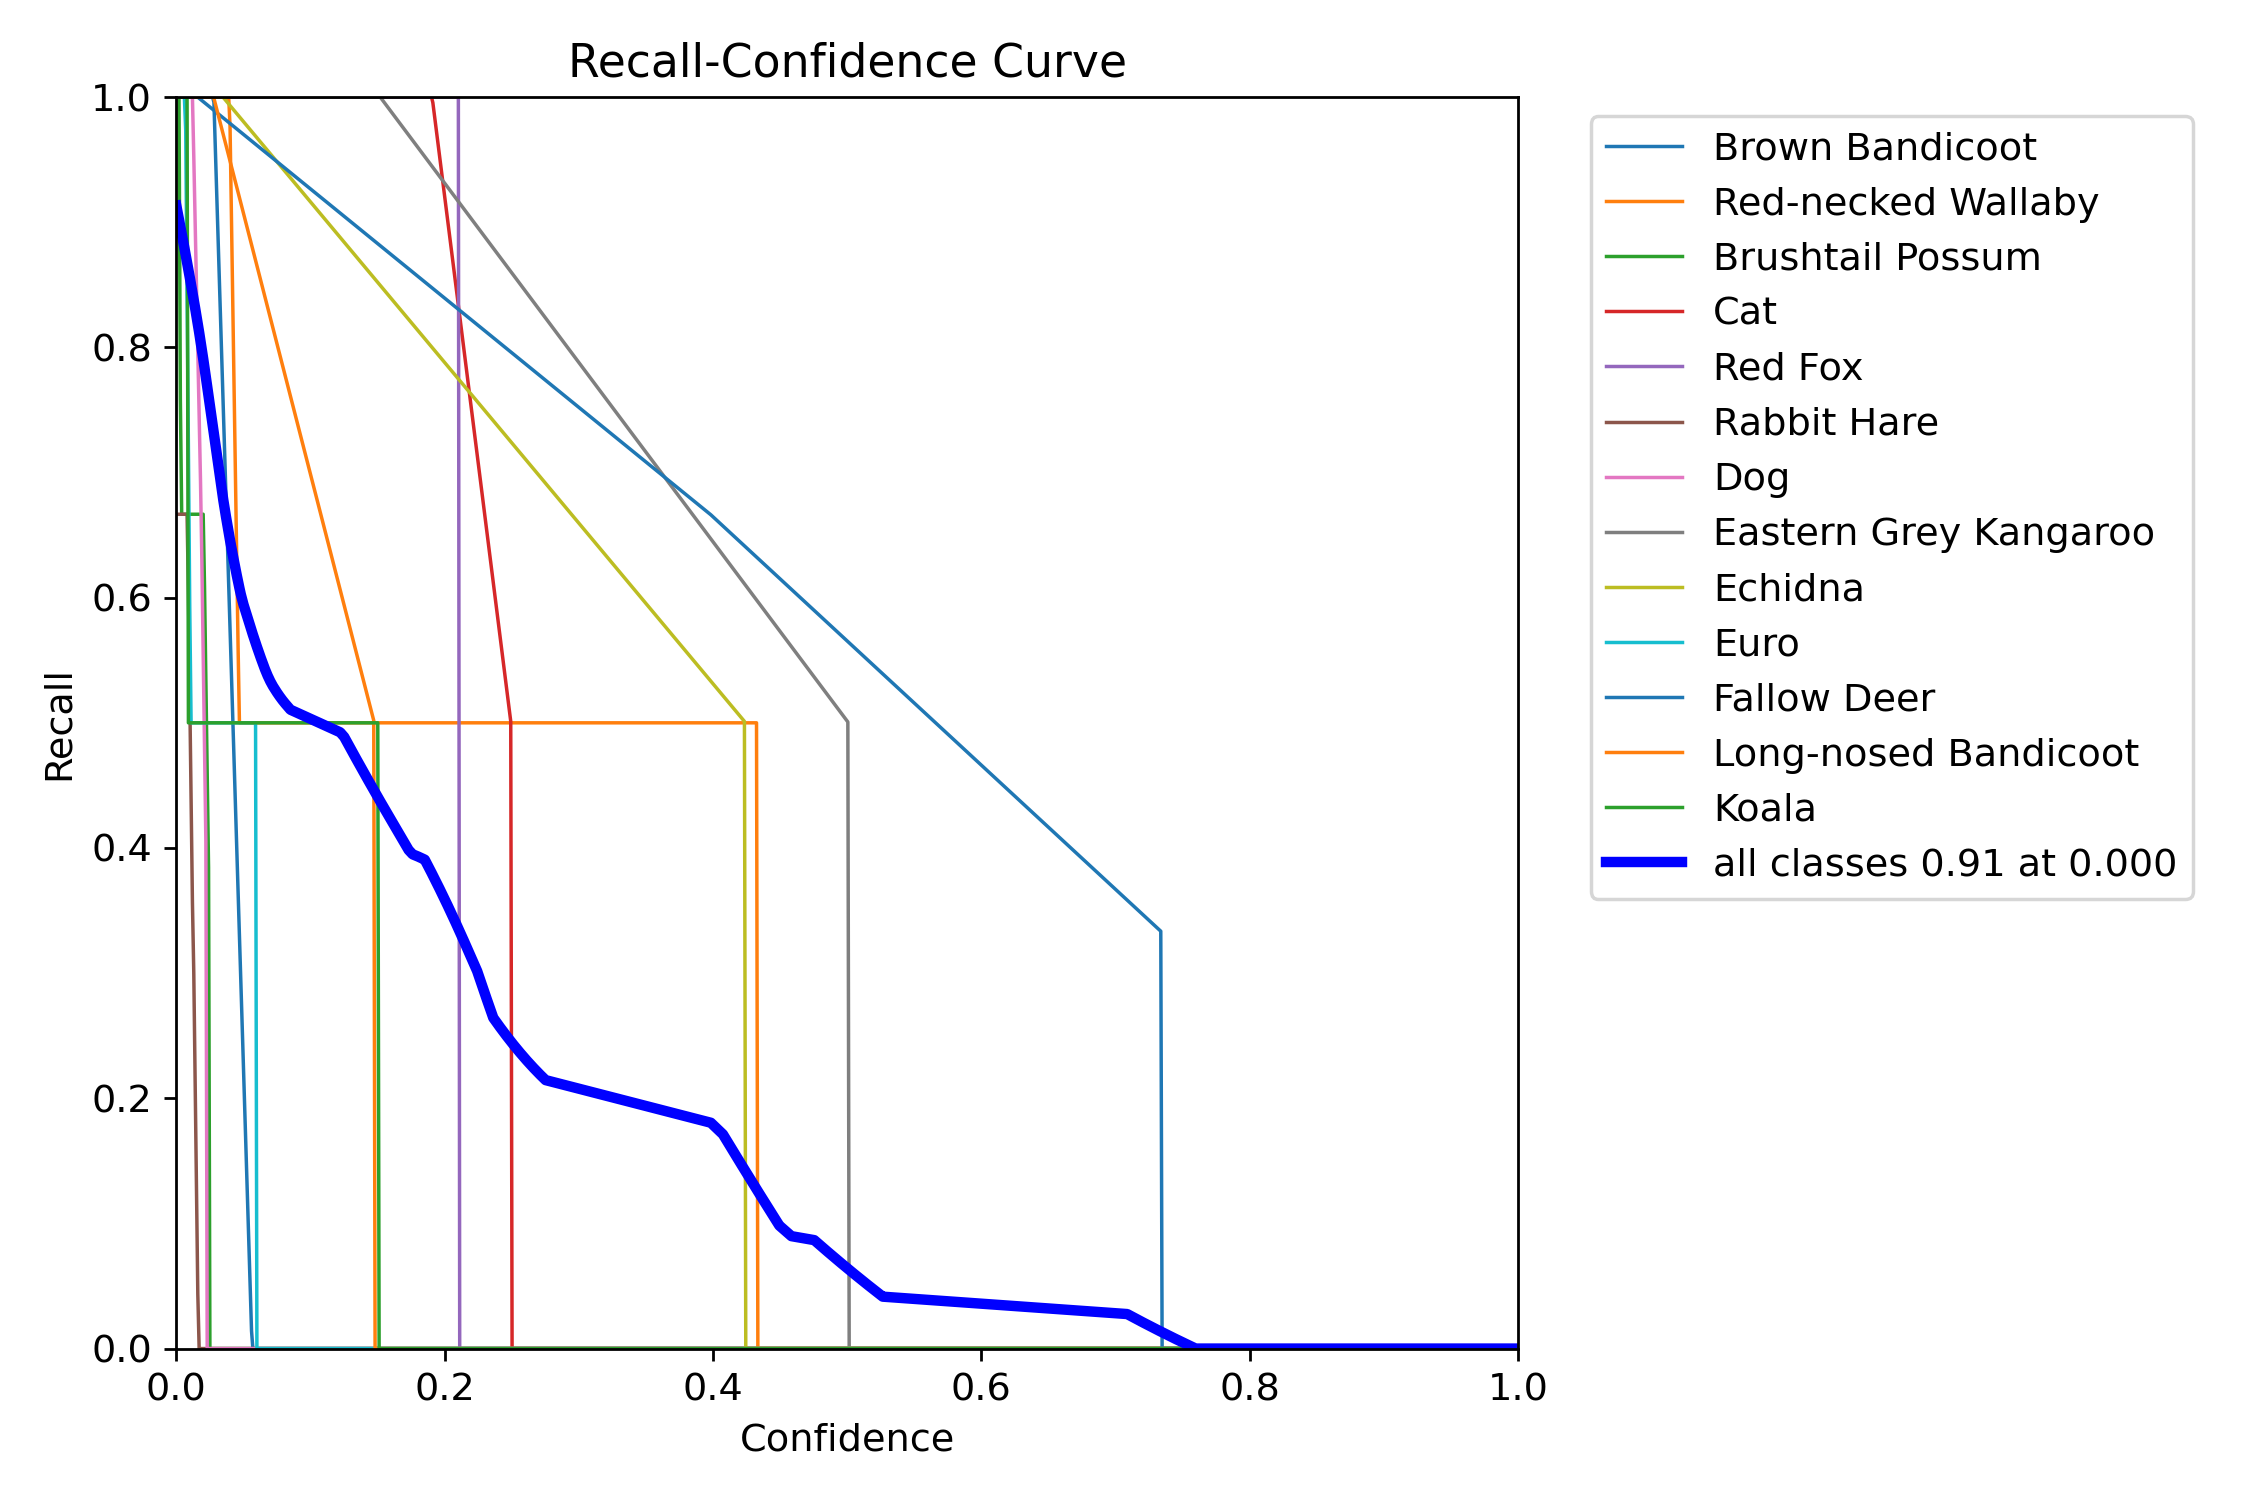 Recall-Confidence Curve
1.0
0.8
0.6
0.4
0.2
0.0
Recall
0.0 0.2 0.4 0.6 0.8 1.0
Confidence
Brown Bandicoot
Red-necked Wallaby
Brushtail Possum
Cat
Red Fox
Rabbit Hare
Dog
Eastern Grey Kangaroo
Echidna
Euro
Fallow Deer
Long-nosed Bandicoot
Koala
all classes 0.91 at 0.000